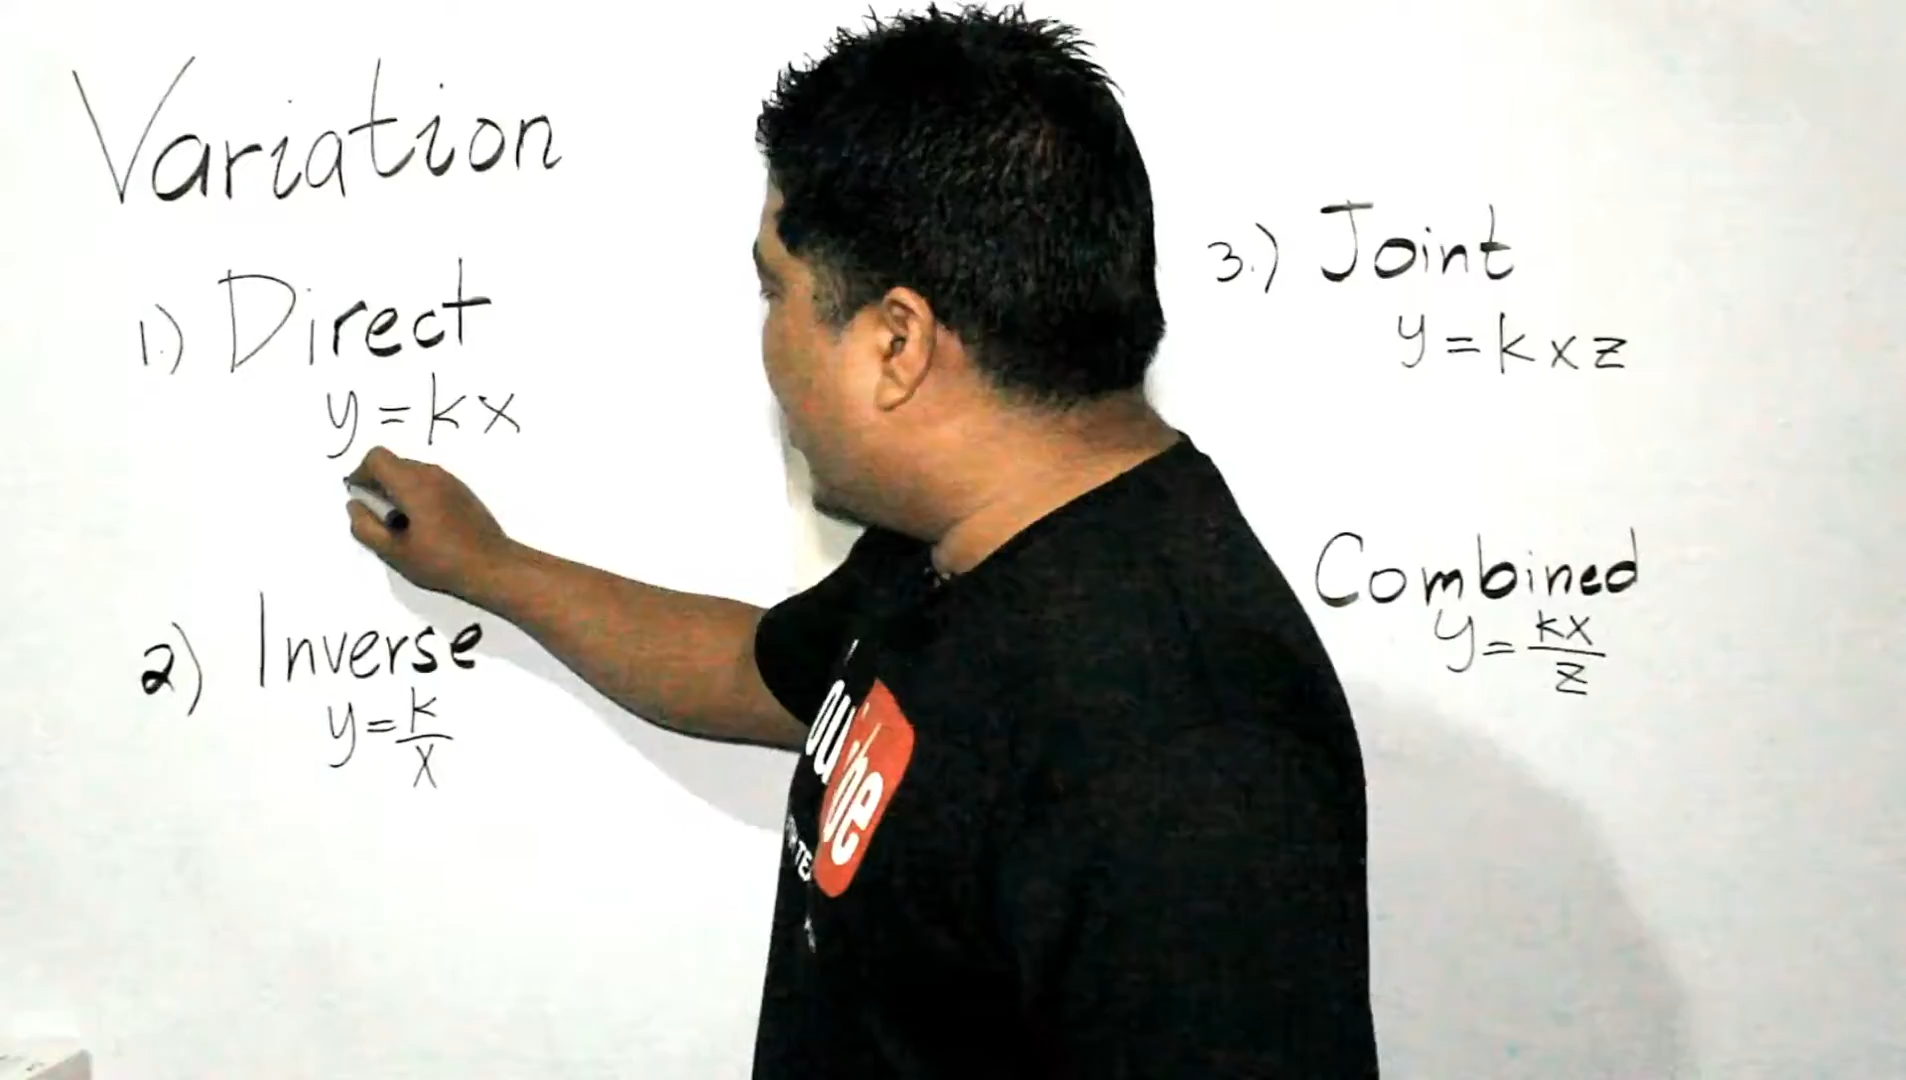 Variation
1.) Direct
y = kx
2) Inverse
y = k/x
3.) Joint
y = kxz
Combined
y = kx/z